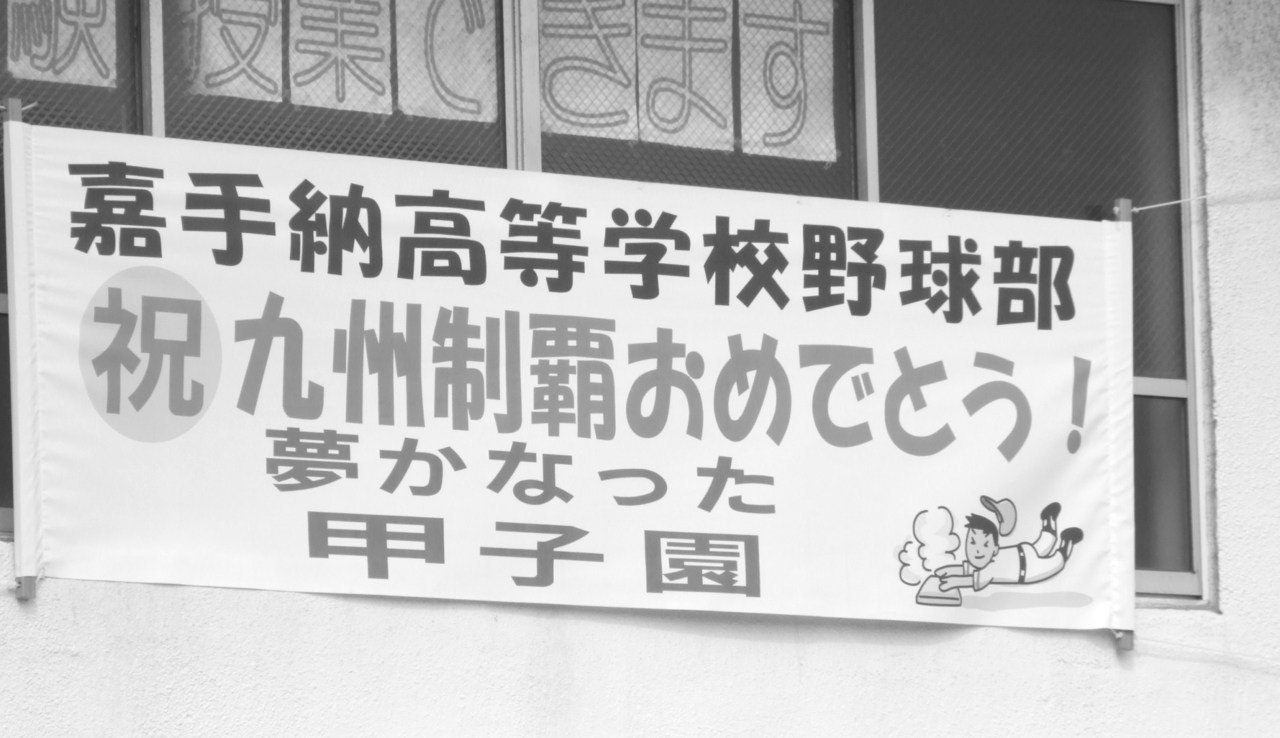 験授業できます
嘉手納高等学校野球部
祝九州制覇おめでとう!
夢かなった
甲子園